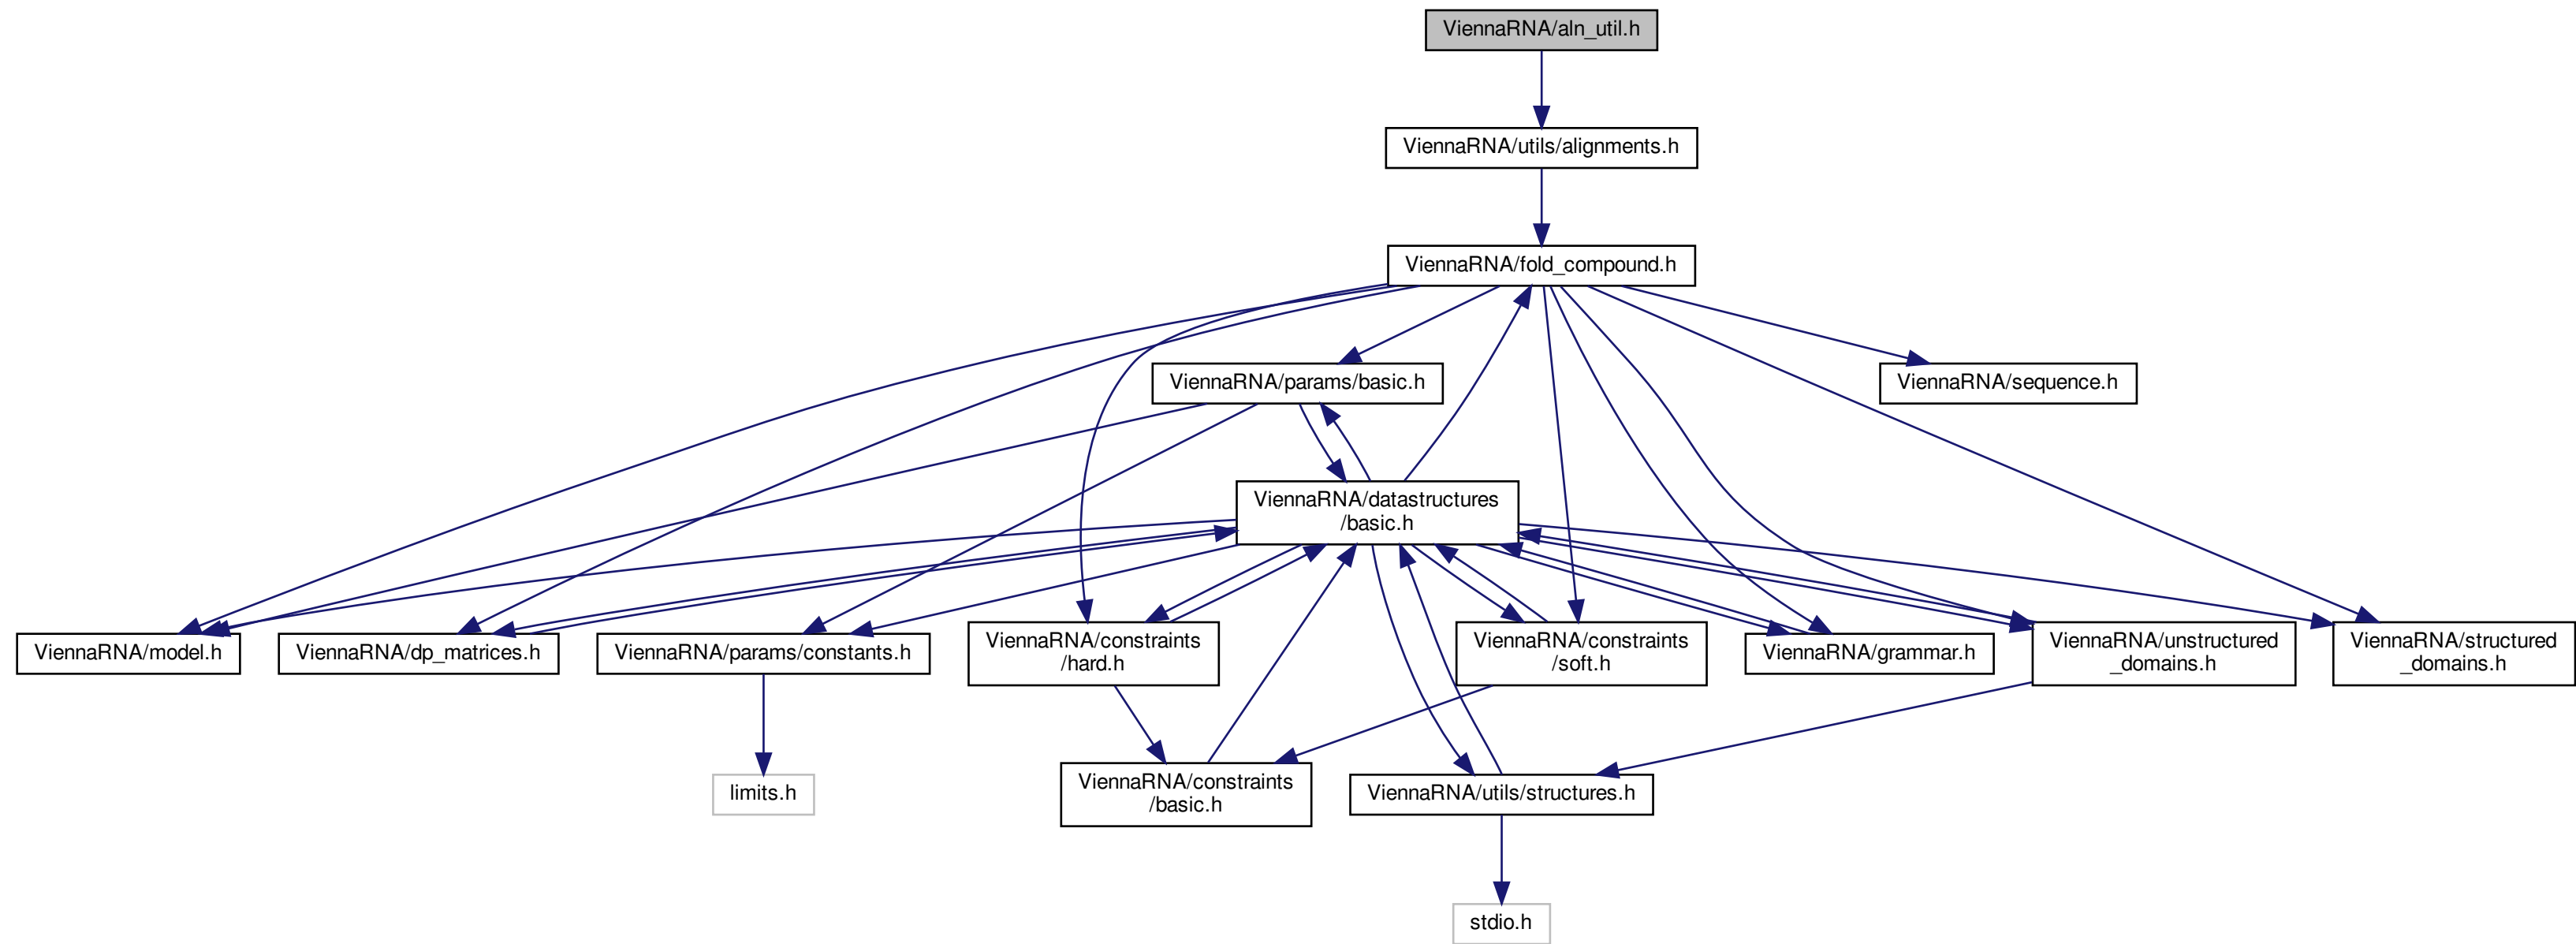 ViennaRNA/aln_util.h
ViennaRNA/utils/alignments.h
ViennaRNA/fold_compound.h
ViennaRNA/params/basic.h
ViennaRNA/sequence.h
ViennaRNA/datastructures
/basic.h
ViennaRNA/model.h
ViennaRNA/dp_matrices.h
ViennaRNA/params/constants.h
ViennaRNA/constraints
/hard.h
ViennaRNA/constraints
/soft.h
ViennaRNA/grammar.h
ViennaRNA/unstructured
_domains.h
ViennaRNA/structured
_domains.h
limits.h
ViennaRNA/constraints
/basic.h
ViennaRNA/utils/structures.h
stdio.h